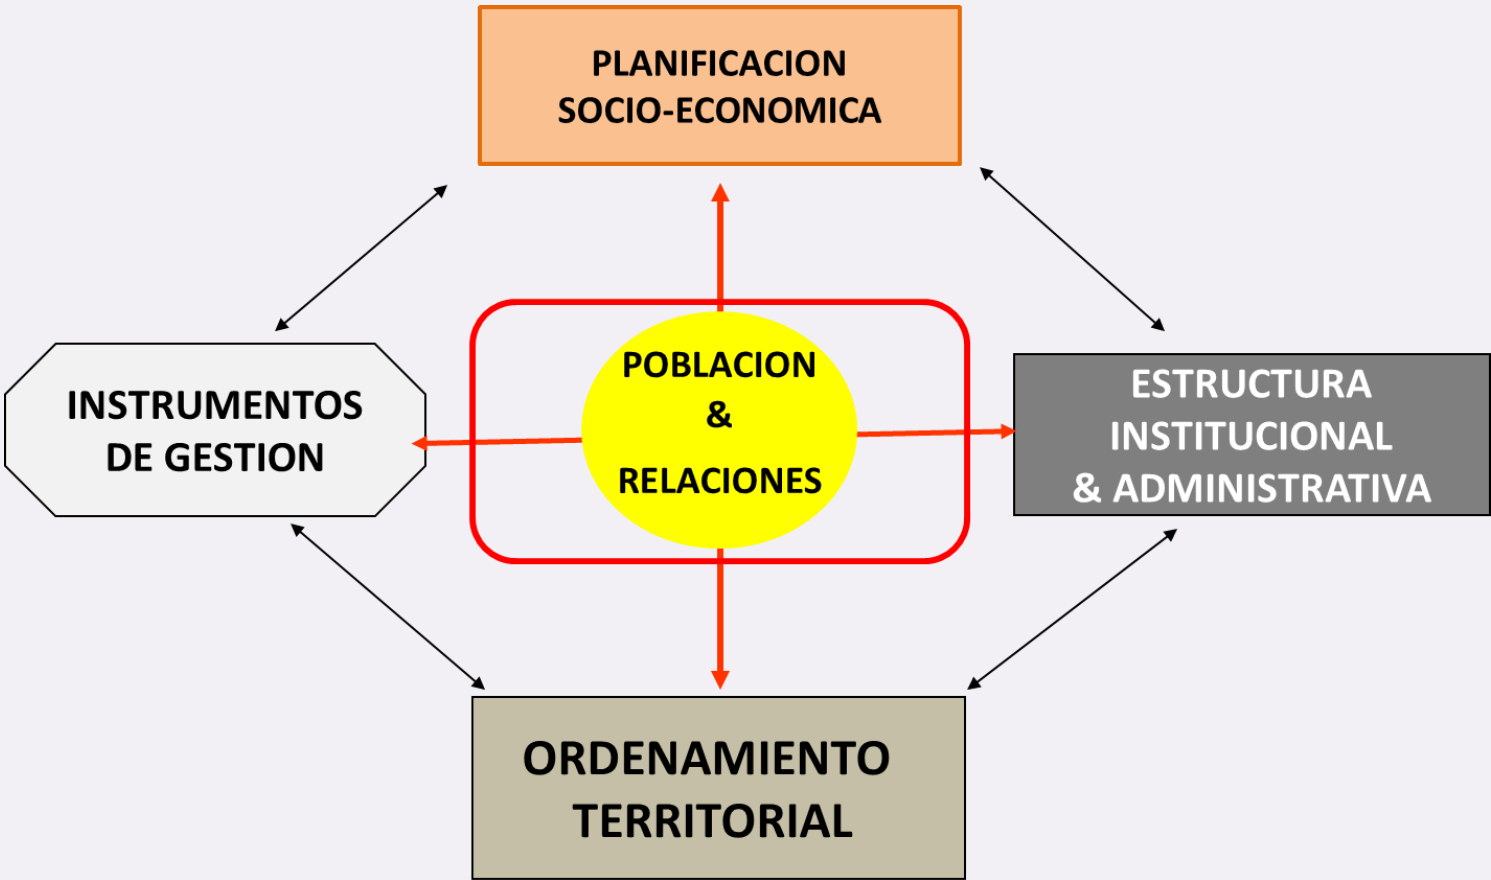 PLANIFICACION
SOCIO-ECONOMICA
POBLACION
&
RELACIONES
INSTRUMENTOS
DE GESTION
ESTRUCTURA
INSTITUCIONAL
& ADMINISTRATIVA
ORDENAMIENTO
TERRITORIAL